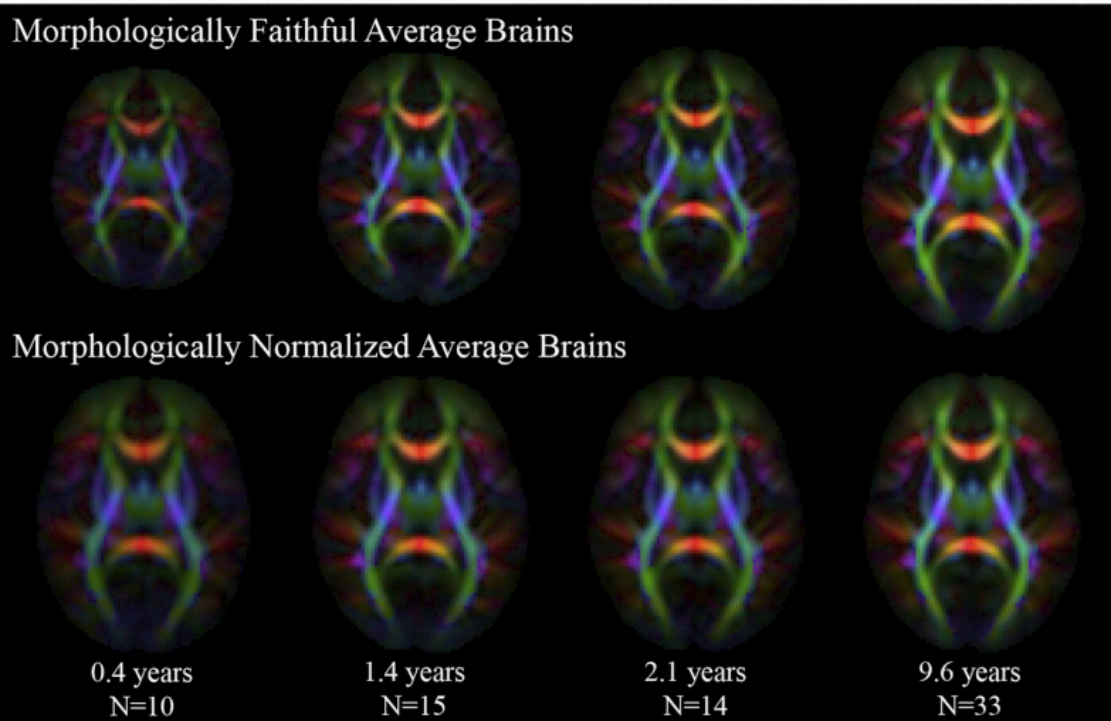 Morphologically Faithful Average Brains
Morphologically Normalized Average Brains
0.4 years
N=10
1.4 years
N=15
2.1 years
N=14
9.6 years
N=33